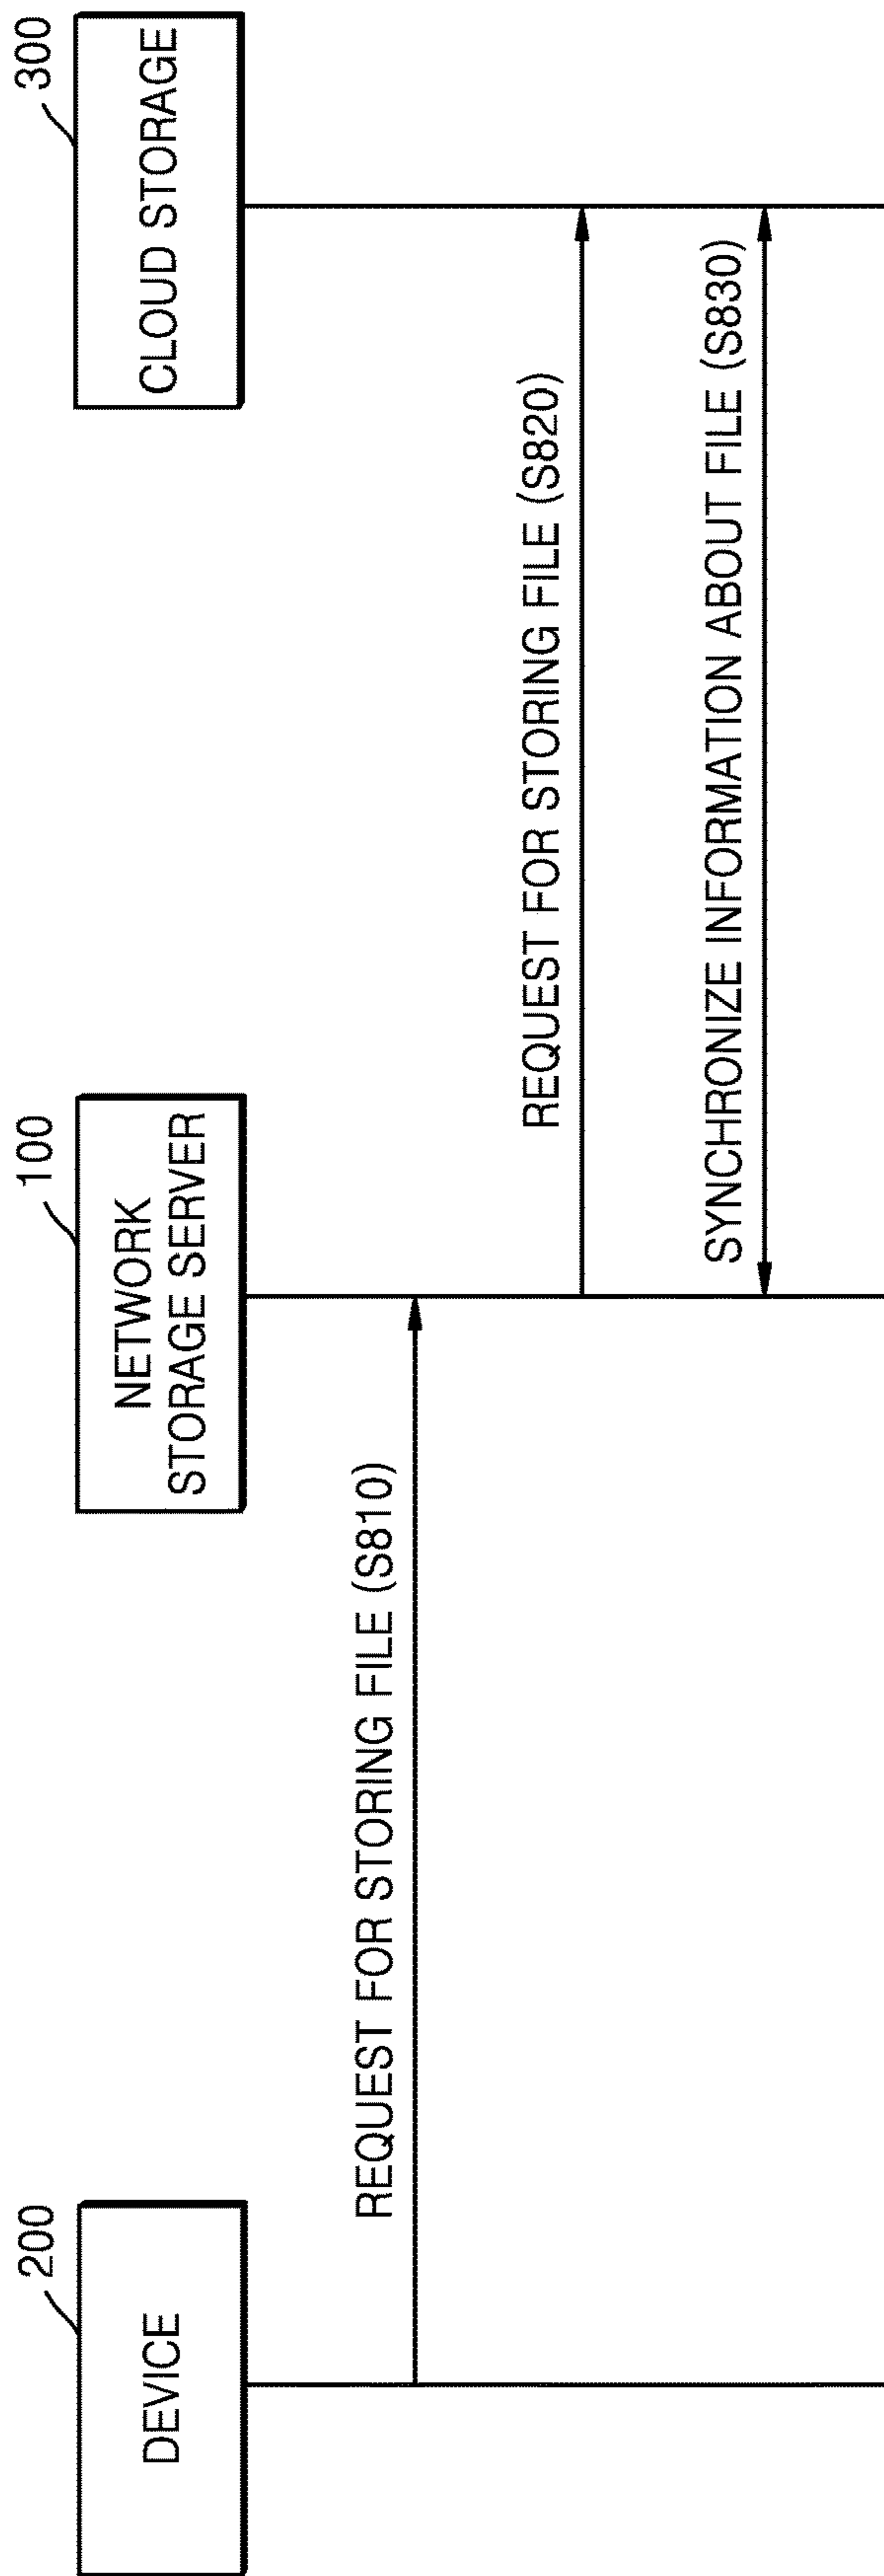 200
DEVICE
100
NETWORK
STORAGE SERVER
300
CLOUD STORAGE
REQUEST FOR STORING FILE (S810)
REQUEST FOR STORING FILE (S820)
SYNCHRONIZE INFORMATION ABOUT FILE (S830)